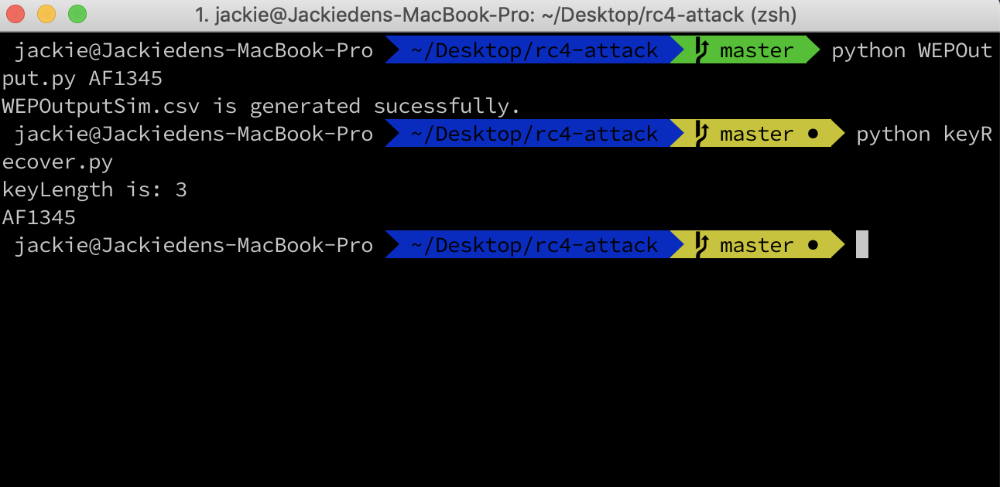 1. jackie@Jackiedens-MacBook-Pro: ~/Desktop/rc4-attack (zsh)
jackie@Jackiedens-MacBook-Pro ~/Desktop/rc4-attack master python WEPOut
put.py AF1345
WEPOutputSim.csv is generated sucessfully.
jackie@Jackiedens-MacBook-Pro ~/Desktop/rc4-attack master ● python keyR
ecover.py
keyLength is: 3
AF1345
jackie@Jackiedens-MacBook-Pro ~/Desktop/rc4-attack master ●